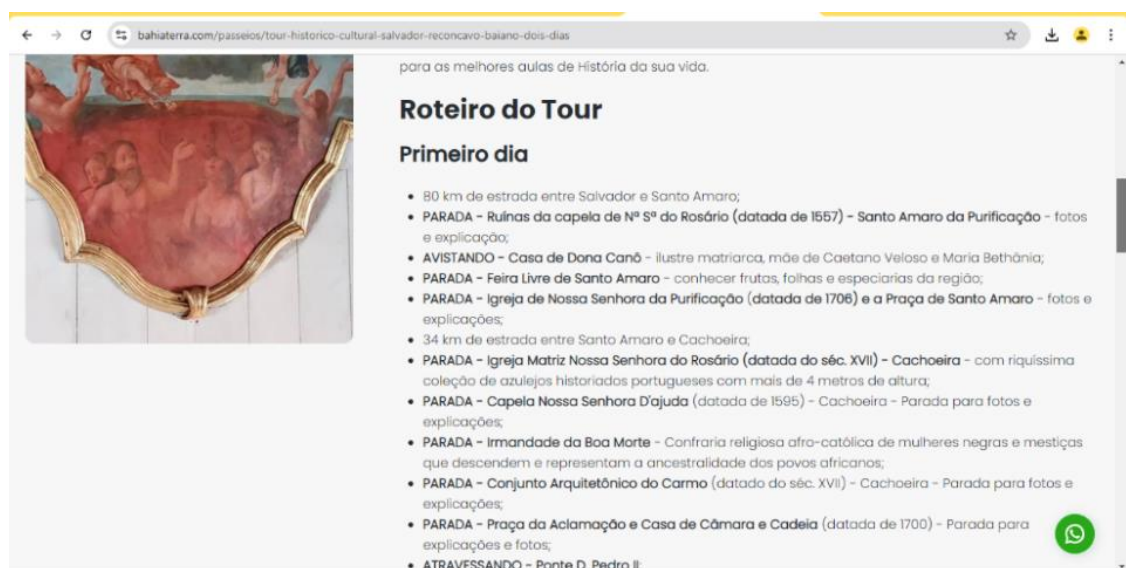 bahiaterra.com/passeios/tour-historico-cultural-salvador-reconcavo-baiano-dois-dias
para as melhores aulas de História da sua vida.
Roteiro do Tour
Primeiro dia
• 80 km de estrada entre Salvador e Santo Amaro;
• PARADA - Ruínas da capela de Nª Sª do Rosário (datada de 1557) - Santo Amaro da Purificação - fotos
e explicação;
• AVISTANDO - Casa de Dona Canô - ilustre matriarca, mãe de Caetano Veloso e Maria Bethânia;
• PARADA - Feira Livre de Santo Amaro - conhecer frutas, folhas e especiarias da região;
• PARADA - Igreja de Nossa Senhora da Purificação (datada de 1706) e a Praça de Santo Amaro - fotos e
explicações;
• 34 km de estrada entre Santo Amaro e Cachoeira;
• PARADA - Igreja Matriz Nossa Senhora do Rosário (datada do séc. XVII) - Cachoeira - com riquíssima
coleção de azulejos historiados portugueses com mais de 4 metros de altura;
• PARADA - Capela Nossa Senhora D'ajuda (datada de 1595) - Cachoeira - Parada para fotos e
explicações;
• PARADA - Irmandade da Boa Morte - Confraria religiosa afro-católica de mulheres negras e mestiças
que descendem e representam a ancestralidade dos povos africanos;
• PARADA - Conjunto Arquitetônico do Carmo (datado do séc. XVII) - Cachoeira - Parada para fotos e
explicações;
• PARADA - Praça da Aclamação e Casa de Câmara e Cadeia (datada de 1700) - Parada para
explicações e fotos;
• ATRAVESSANDO - Ponte D. Pedro II;